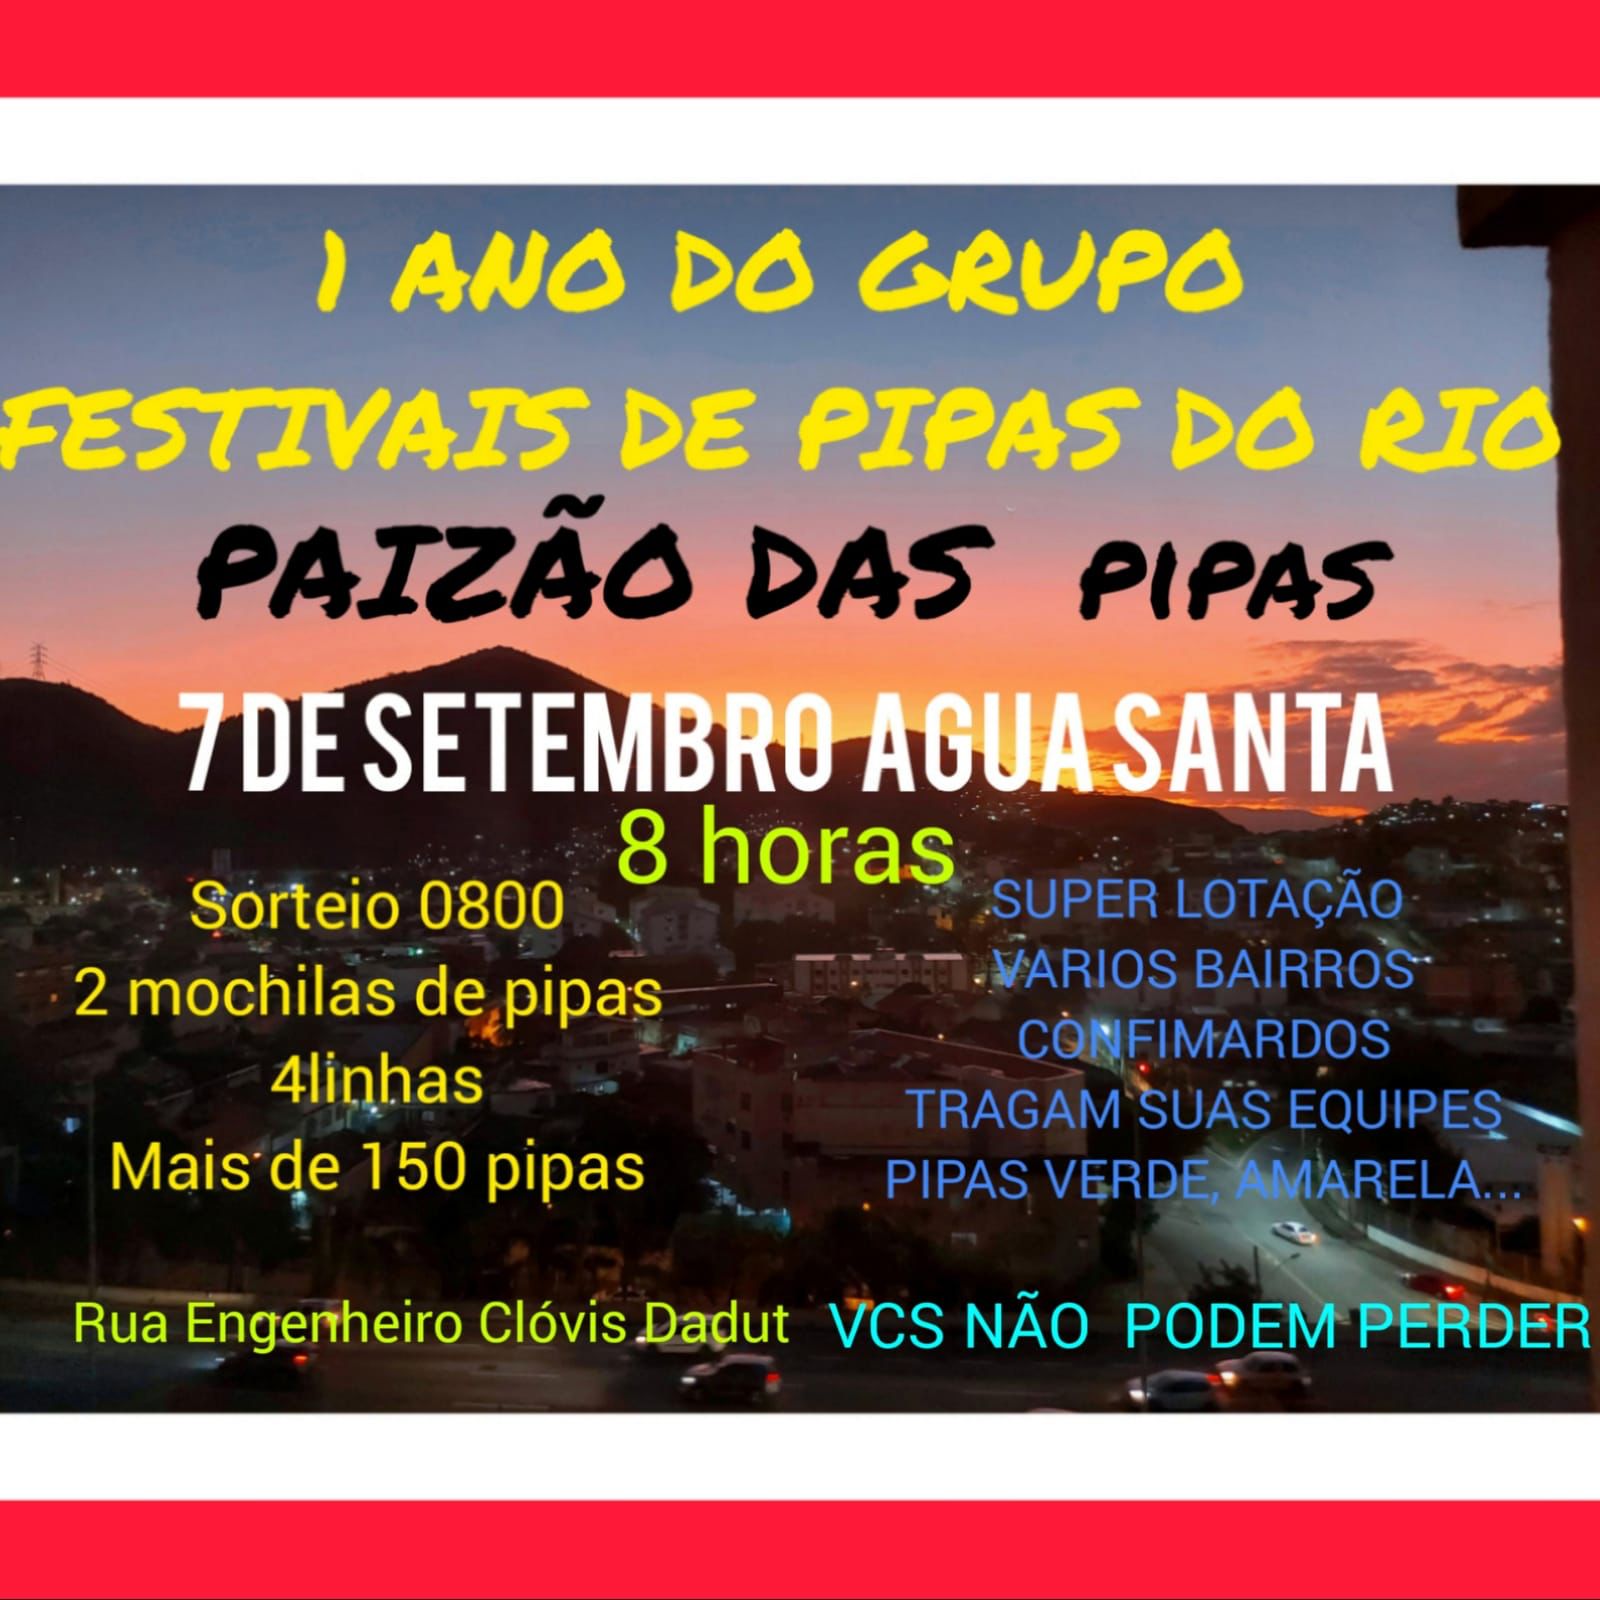 1 ANO DO GRUPO
FESTIVAIS DE PIPAS DO RIO
PAIZÃO DAS PIPAS
7 DE SETEMBRO AGUA SANTA
8 horas
Sorteio 0800
2 mochilas de pipas
4linhas
Mais de 150 pipas
SUPER LOTAÇÃO
VARIOS BAIRROS
CONFIMARDOS
TRAGAM SUAS EQUIPES
PIPAS VERDE, AMARELA...
Rua Engenheiro Clóvis Dadut
VCS NÃO PODEM PERDER